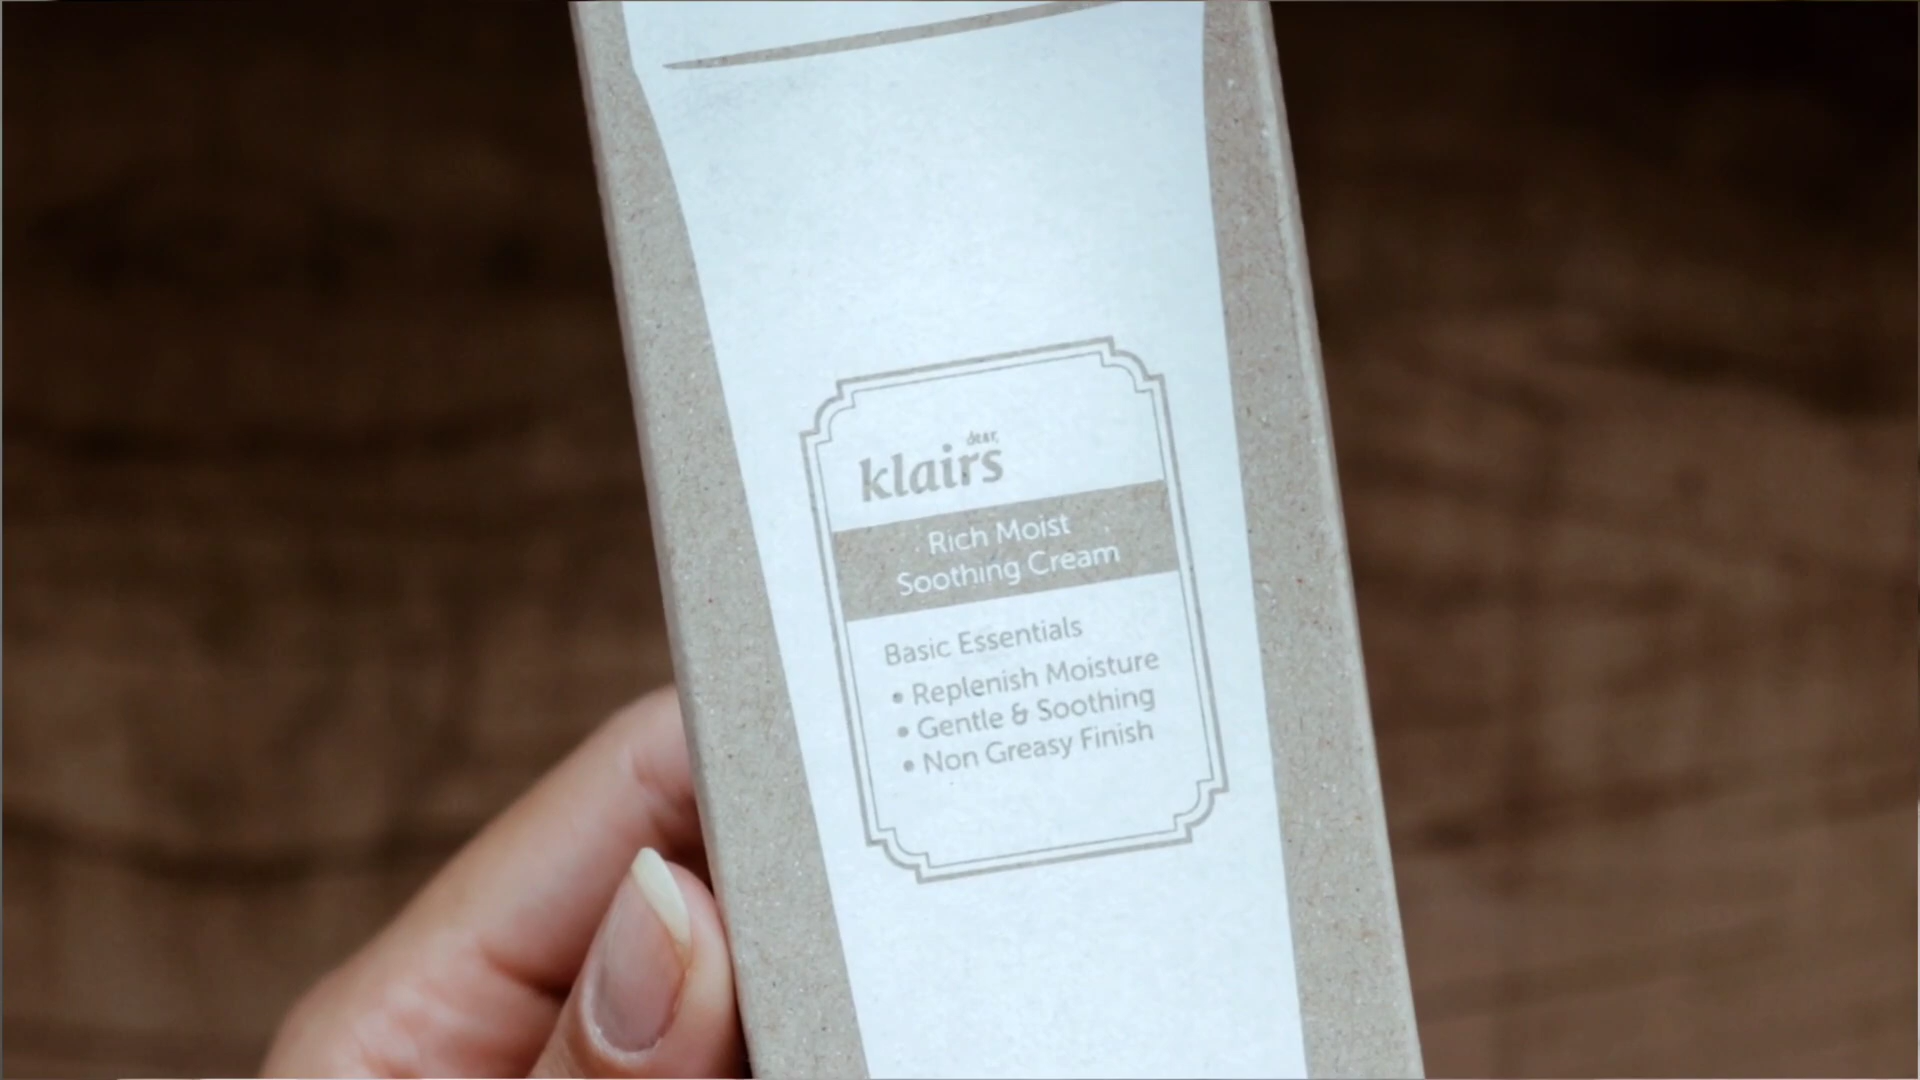 dear,
klairs
Rich Moist
Soothing Cream
Basic Essentials
• Replenish Moisture
• Gentle & Soothing
• Non Greasy Finish